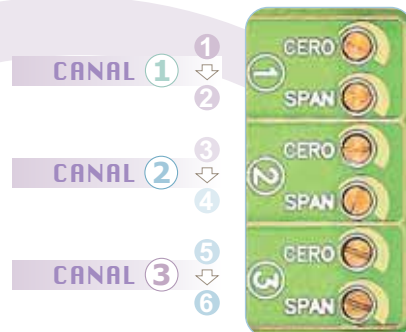 1
CANAL 1
2
3
CANAL 2
4
5
CANAL 3
6
CERO
1
SPAN
CERO
2
SPAN
CERO
3
SPAN